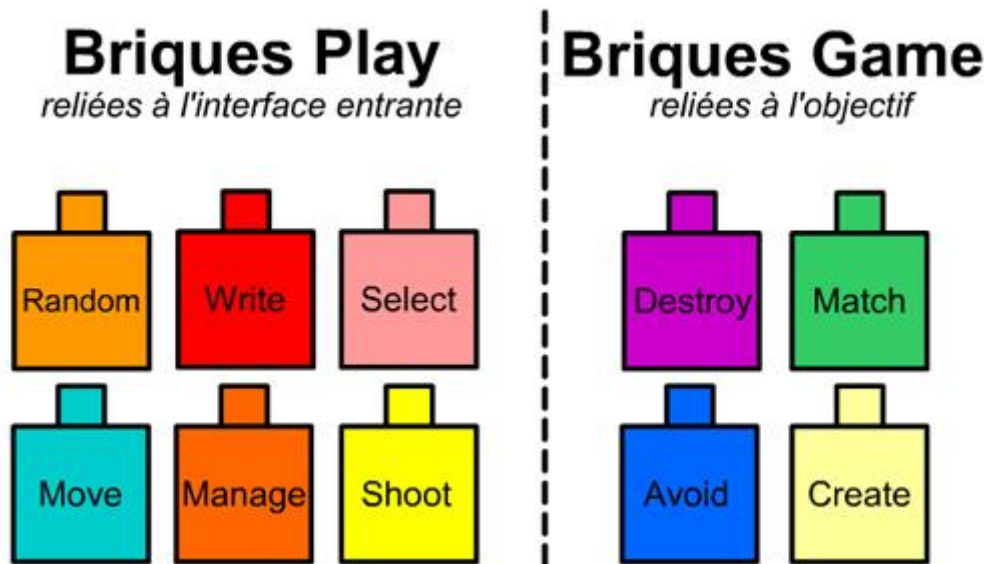 Briques Play
reliées à l'interface entrante
Random
Write
Select
Move
Manage
Shoot
Briques Game
reliées à l'objectif
Destroy
Match
Avoid
Create